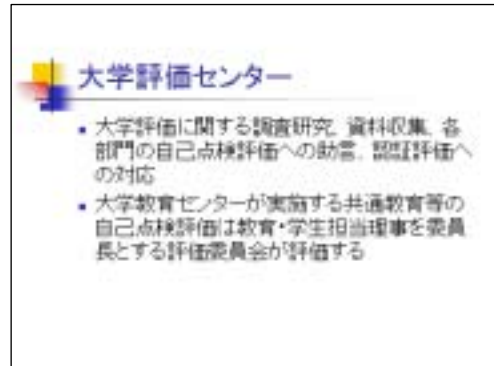 大学評価センター
大学評価に関する調査研究、資料収集、各
部門の自己点検評価への助言、認証評価へ
の対応
大学教育センターが実施する共通教育等の
自己点検評価は教育・学生担当理事を委員
長とする評価委員会が評価する